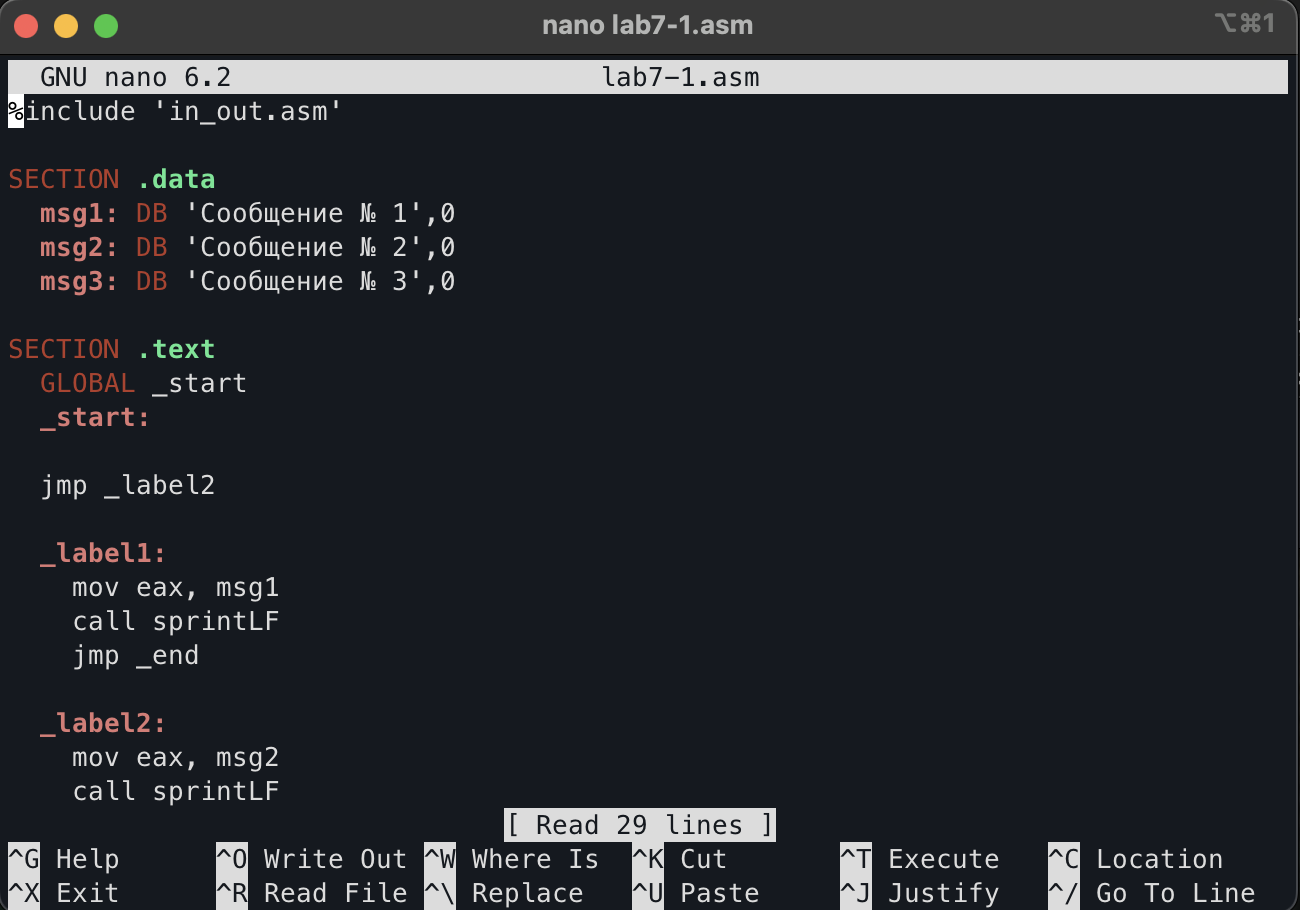 nano lab7-1.asm ⌥⌘1
GNU nano 6.2 lab7-1.asm
%include 'in_out.asm'
SECTION .data
msg1: DB 'Сообщение № 1',0
msg2: DB 'Сообщение № 2',0
msg3: DB 'Сообщение № 3',0
SECTION .text
GLOBAL _start
_start:
jmp _label2
_label1:
mov eax, msg1
call sprintLF
jmp _end
_label2:
mov eax, msg2
call sprintLF
[ Read 29 lines ]
^G Help ^O Write Out ^W Where Is ^K Cut ^T Execute ^C Location
^X Exit ^R Read File ^\ Replace ^U Paste ^J Justify ^/ Go To Line